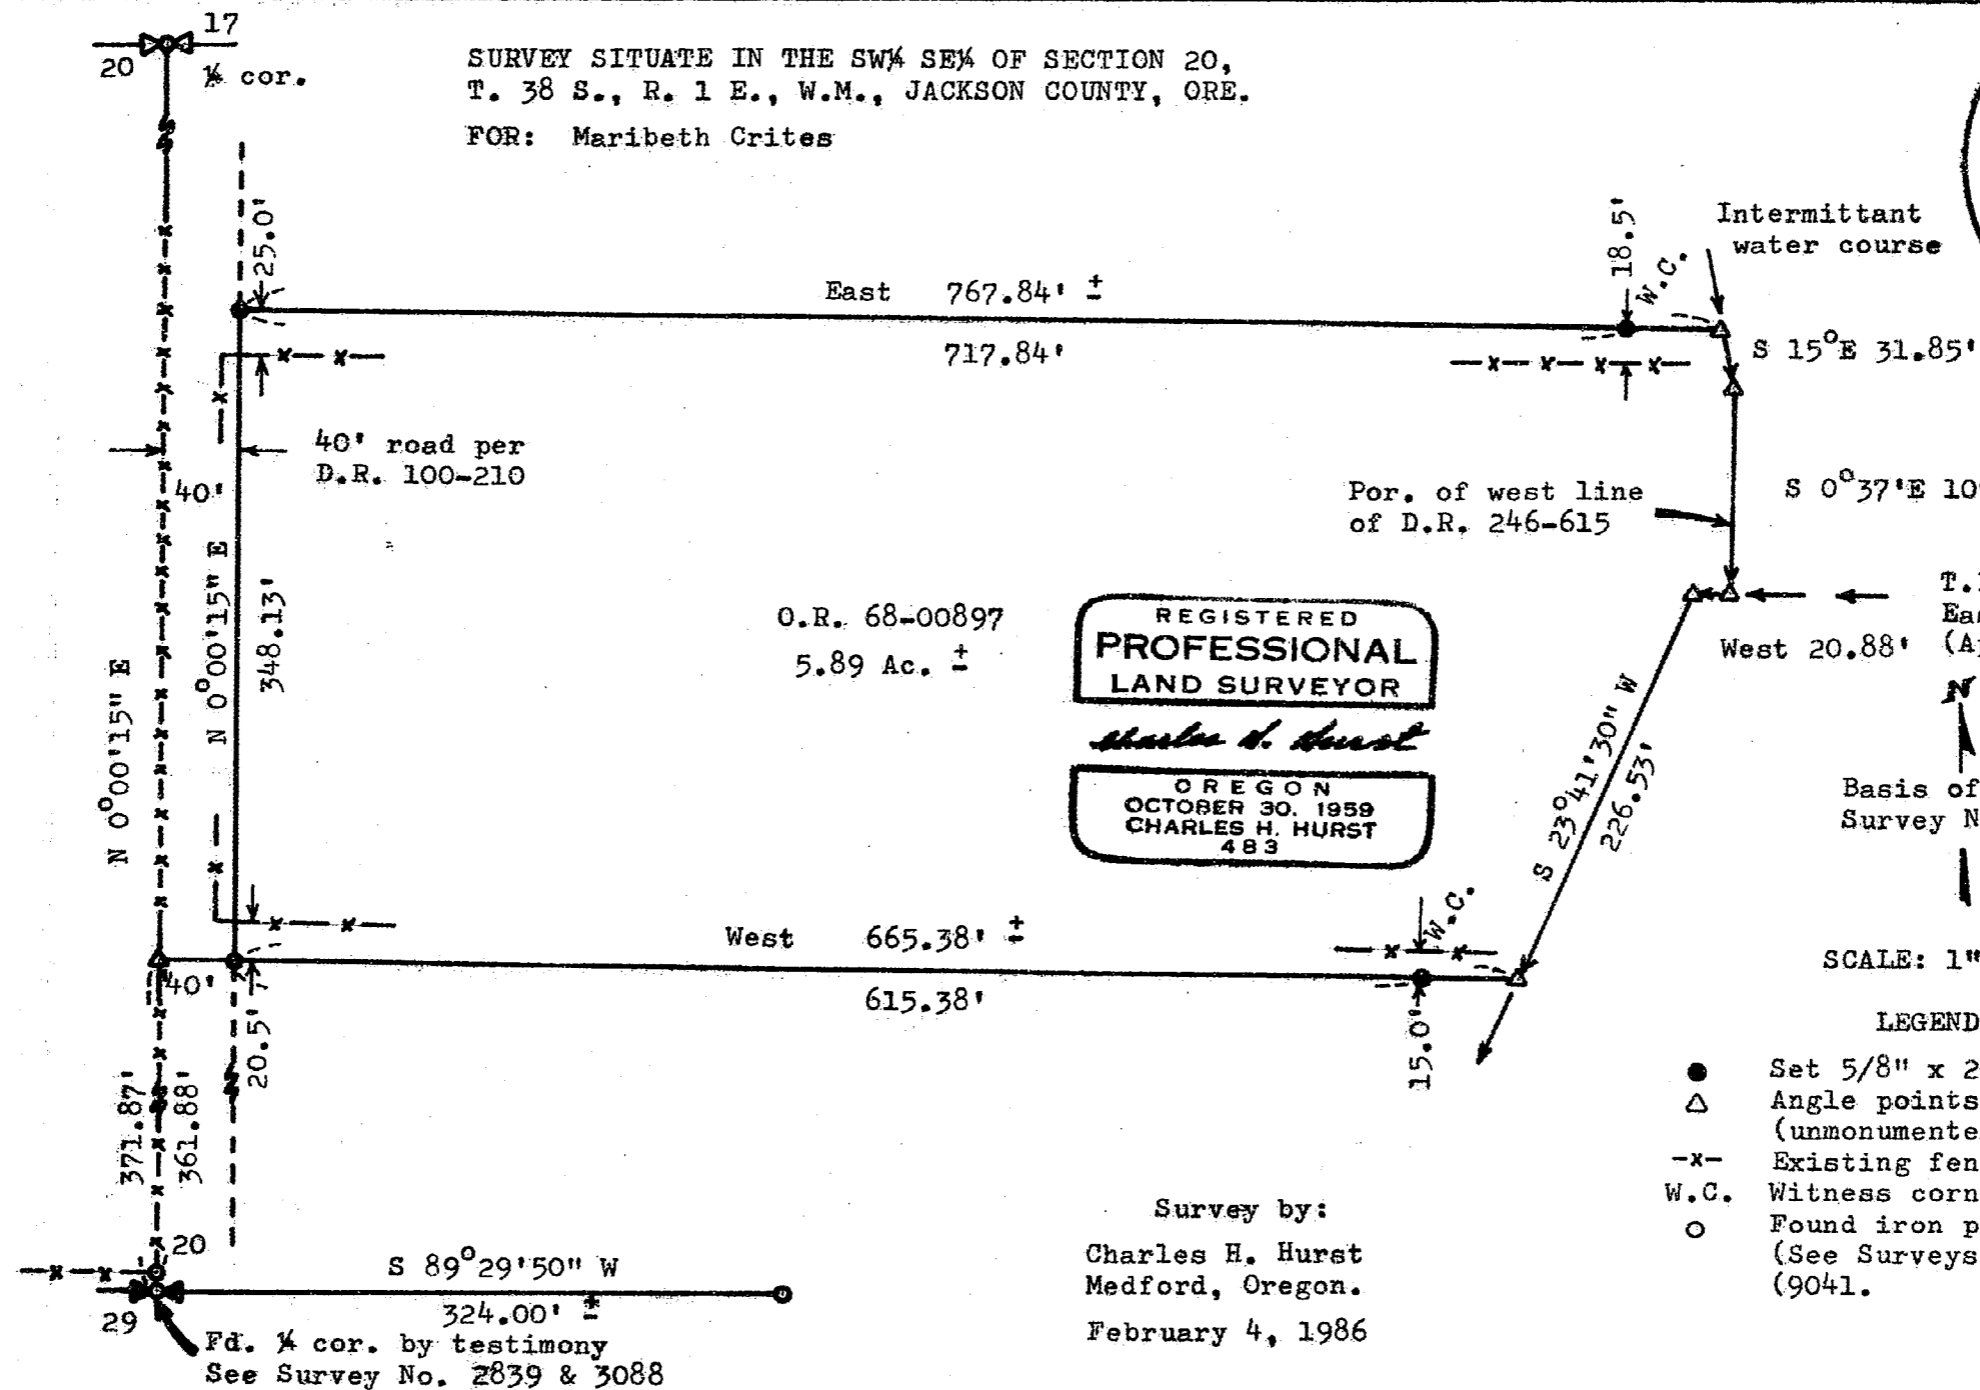 17
20
¼ cor.
SURVEY SITUATE IN THE SW¼ SE¼ OF SECTION 20,
T. 38 S., R. 1 E., W.M., JACKSON COUNTY, ORE.
FOR: Maribeth Crites
25.0'
18.5'
W.C.
Intermittant
water course
East 767.84' ±
717.84'
S 15°E 31.85'
40' road per
D.R. 100-210
40'
Por. of west line
of D.R. 246-615
S 0°37'E
N 0°00'15" E
N 0°00'15" E
348.13'
O.R. 68-00897
5.89 Ac. ±
REGISTERED
PROFESSIONAL
LAND SURVEYOR
Charles H. Hurst
OREGON
OCTOBER 30. 1959
CHARLES H. HURST
483
West 20.88'
N
S 23°41'30" W
226.53'
Basis of
Survey
West 665.38' ±
615.38'
W.C.
15.0'
40'
20.5'
371.87'
361.88'
SCALE: 1"
LEGEND
Set 5/8" x
Angle points
Existing
W.C. Witness
Found iron
(See Surveys
(9041.
20
29
S 89°29'50" W
324.00' ±
Fd. ¼ cor. by testimony
See Survey No. 2839 & 3088
Survey by:
Charles H. Hurst
Medford, Oregon.
February 4, 1986